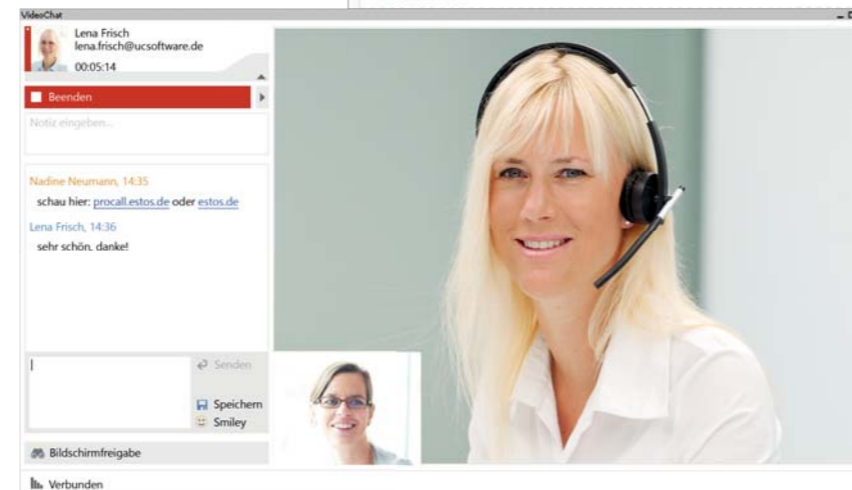 VideoChat
Lena Frisch
lena.frisch@ucsoftware.de
00:05:14
Beenden
Notiz eingeben...
Nadine Neumann, 14:35
schau hier: procall.estos.de oder estos.de
Lena Frisch, 14:36
sehr schön, danke!
Senden
Speichern
Smiley
Bildschirmfreigabe
Verbunden